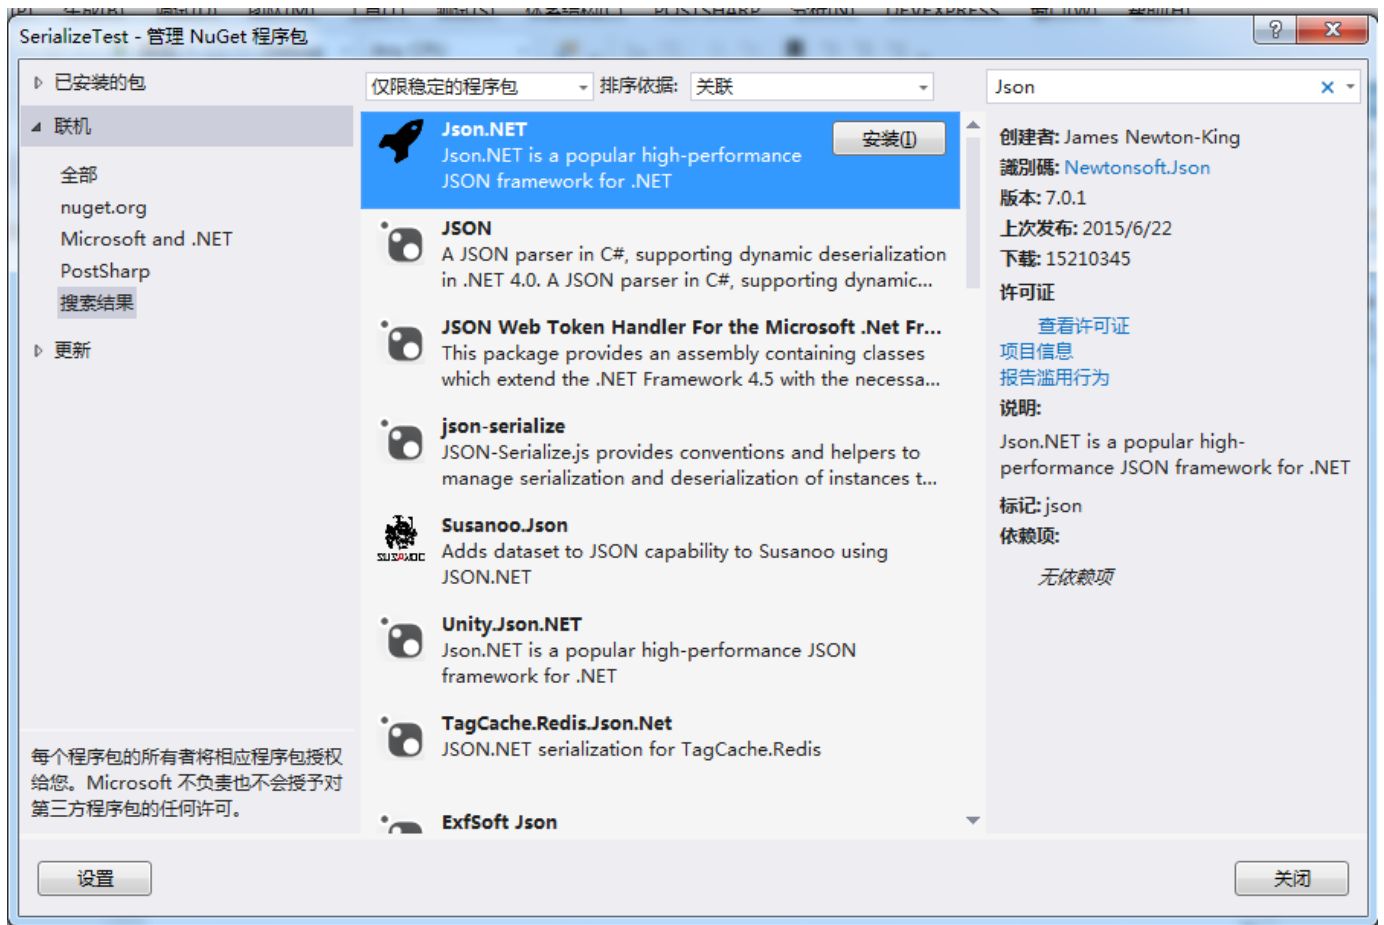 SerializeTest - 管理 NuGet 程序包
已安装的包
联机
全部
nuget.org
Microsoft and .NET
PostSharp
搜索结果
更新
每个程序包的所有者将相应程序包授权
给您。Microsoft 不负责也不会授予对
第三方程序包的任何许可。
设置
仅限稳定的程序包
排序依据: 关联
Json.NET
Json.NET is a popular high-performance
JSON framework for .NET
安装(I)
JSON
A JSON parser in C#, supporting dynamic deserialization
in .NET 4.0. A JSON parser in C#, supporting dynamic...
JSON Web Token Handler For the Microsoft .Net Fr...
This package provides an assembly containing classes
which extend the .NET Framework 4.5 with the necessa...
json-serialize
JSON-Serialize.js provides conventions and helpers to
manage serialization and deserialization of instances t...
SUSANOO
Susanoo.Json
Adds dataset to JSON capability to Susanoo using
JSON.NET
Unity.Json.NET
Json.NET is a popular high-performance JSON
framework for .NET
TagCache.Redis.Json.Net
JSON.NET serialization for TagCache.Redis
ExfSoft Json
Json
创建者: James Newton-King
識別碼: Newtonsoft.Json
版本: 7.0.1
上次发布: 2015/6/22
下载: 15210345
许可证
查看许可证
项目信息
报告滥用行为
说明:
Json.NET is a popular high-
performance JSON framework for .NET
标记: json
依赖项:
无依赖项
关闭